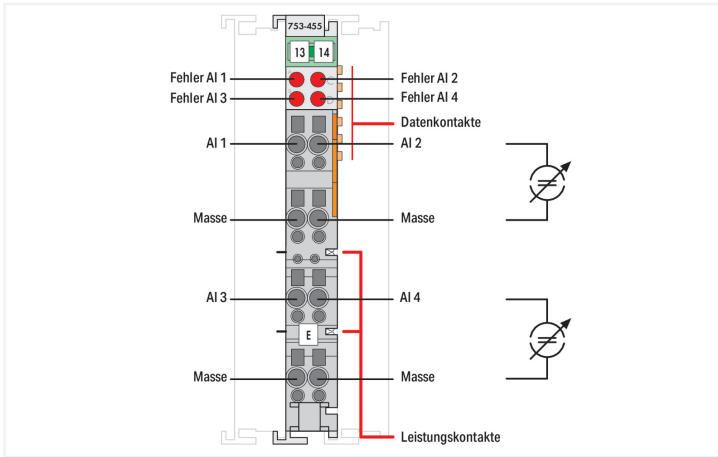 753-455
13 14
Fehler AI 1 C Fehler AI 2
Fehler AI 3 D Fehler AI 4
Datenkontakte
AI 1 AI 2
Masse Masse
AI 3 AI 4
E
Masse Masse
Leistungskontakte